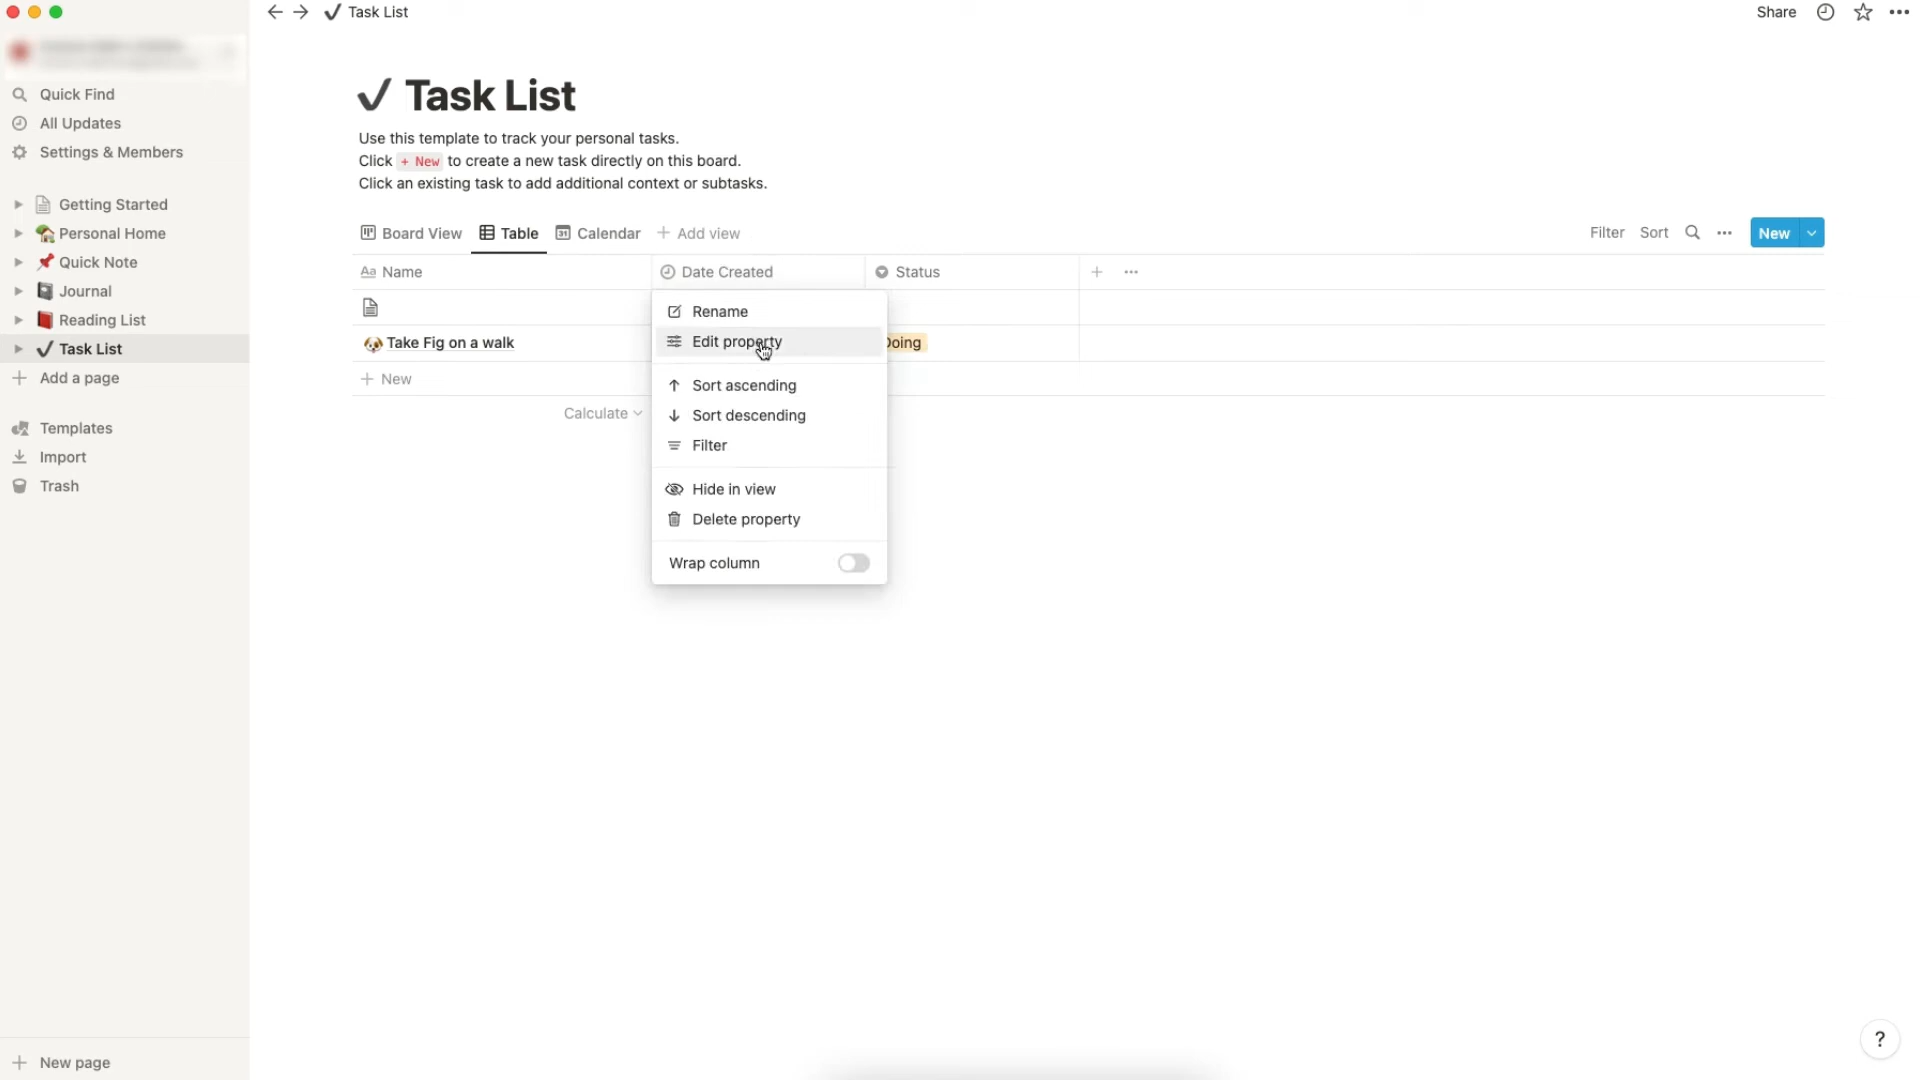 Task List
Share
Quick Find
All Updates
Settings & Members
Getting Started
Personal Home
Quick Note
Journal
Reading List
Task List
Add a page
Templates
Import
Trash
New page
Task List
Use this template to track your personal tasks.
Click + New to create a new task directly on this board.
Click an existing task to add additional context or subtasks.
Board View Table 31 Calendar + Add view
Filter Sort New
Aa Name Date Created Status
Take Fig on a walk
Doing
+ New
Calculate
Rename
Edit property
Sort ascending
Sort descending
Filter
Hide in view
Delete property
Wrap column
?